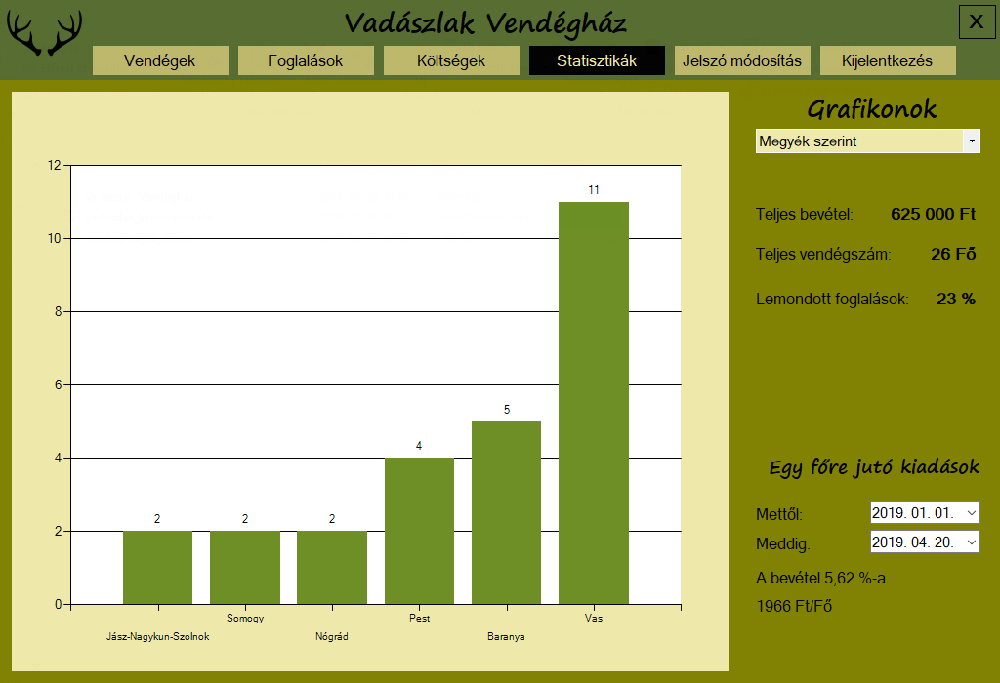 Vadászlak Vendégház
X
Vendégek
Foglalások
Költségek
Statisztikák
Jelszó módosítás
Kijelentkezés
Grafikonok
Megyék szerint
Teljes bevétel: 625 000 Ft
Teljes vendégszám: 26 Fő
Lemondott foglalások: 23 %
Egy főre jutó kiadások
Mettől: 2019. 01. 01.
Meddig: 2019. 04. 20.
A bevétel 5,62 %-a
1966 Ft/Fő
12
10
8
6
4
2
0
2
2
2
4
5
11
Somogy
Pest
Vas
Jász-Nagykun-Szolnok
Nógrád
Baranya